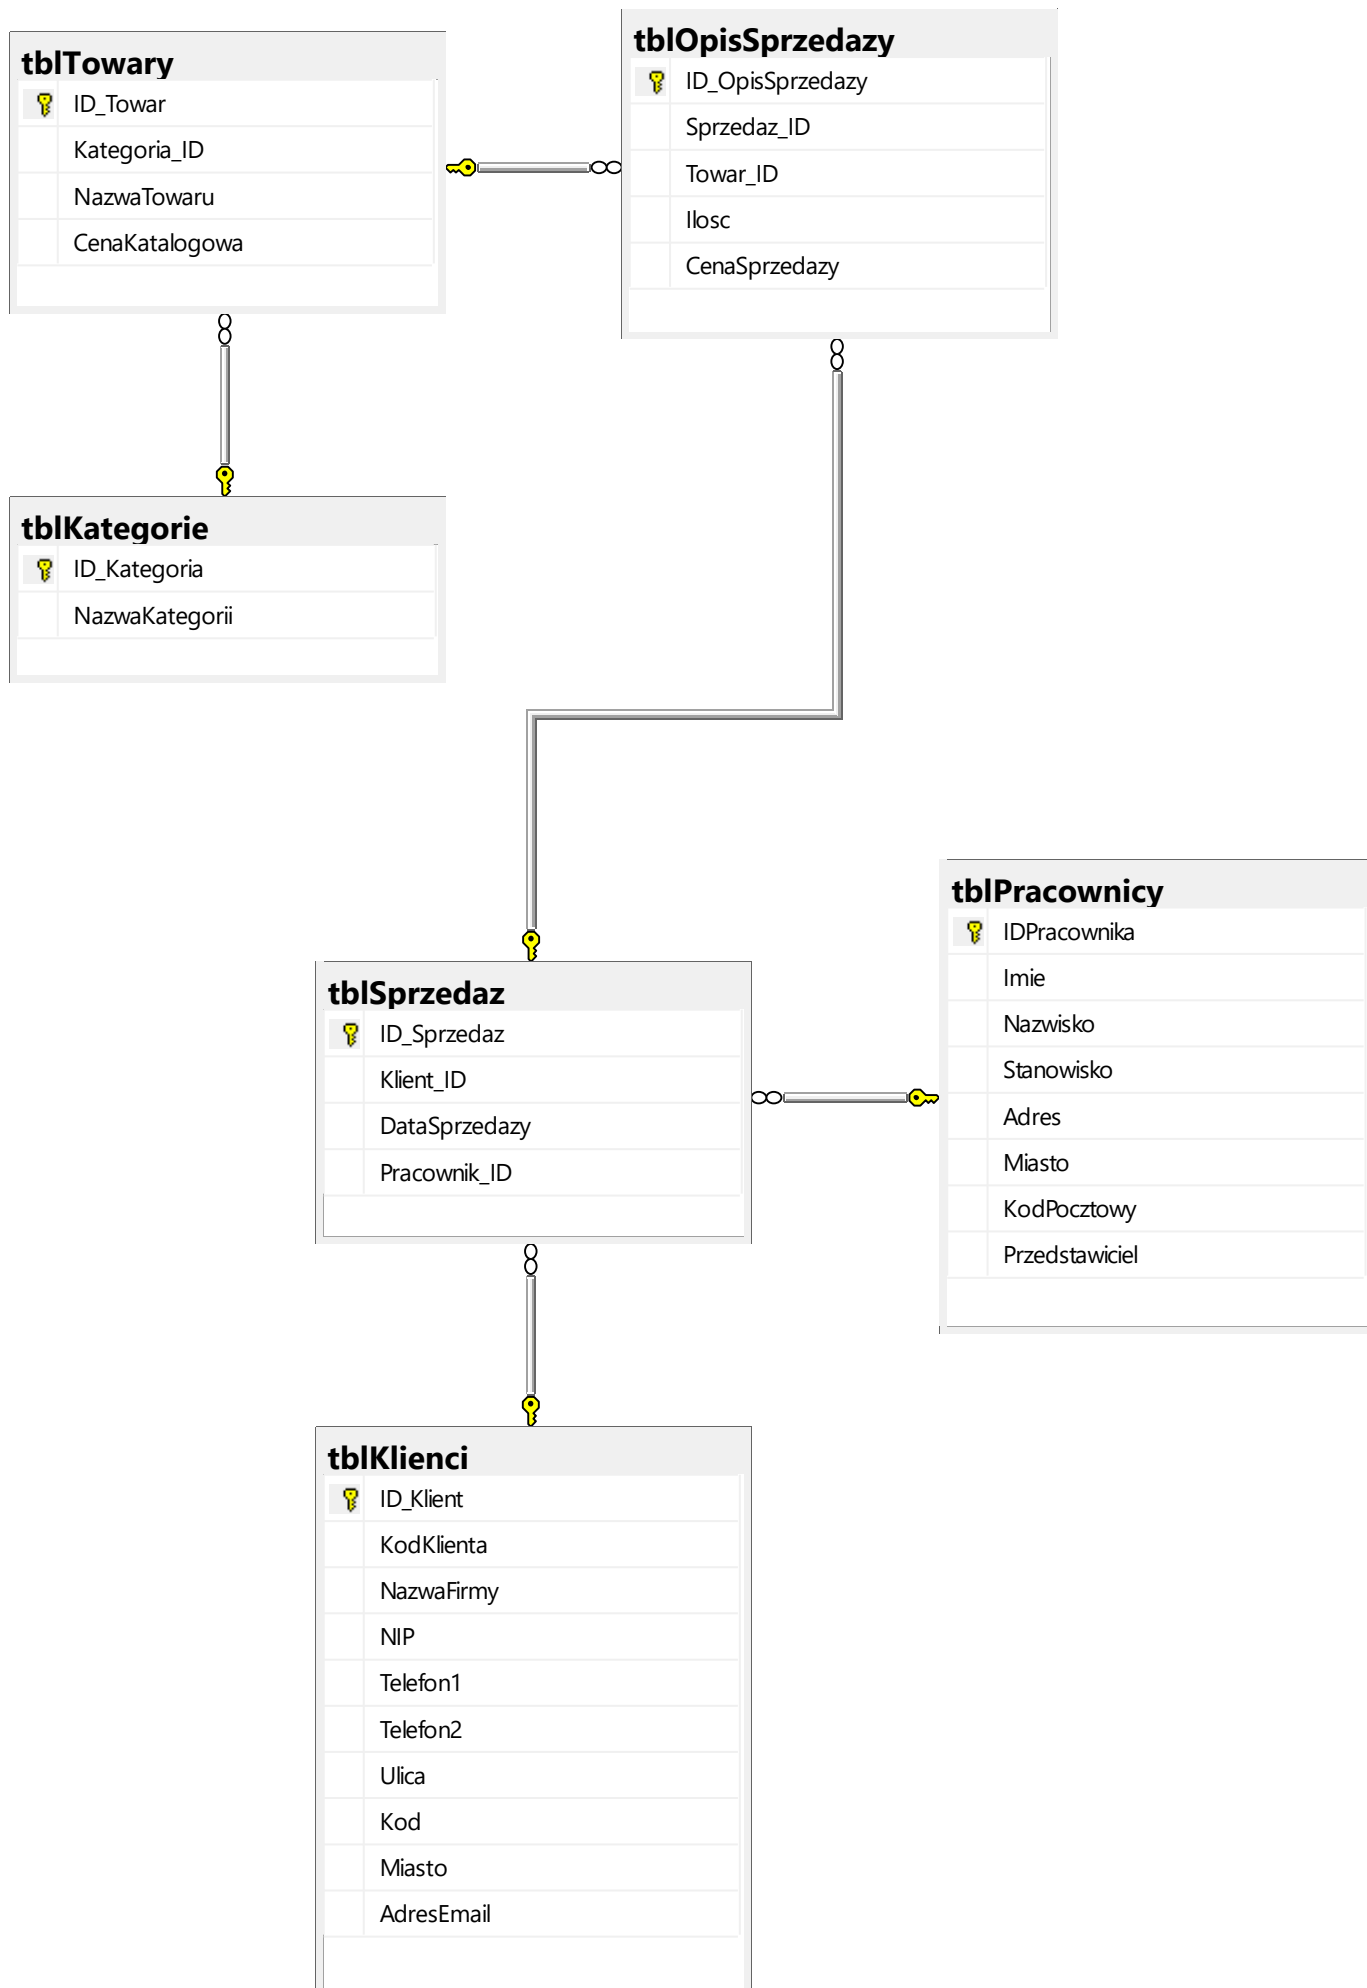 tblTowary
ID_Towar
Kategoria_ID
NazwaTowaru
CenaKatalogowa
tblOpisSprzedazy
ID_OpisSprzedazy
Sprzedaz_ID
Towar_ID
Ilosc
CenaSprzedazy
tblKategorie
ID_Kategoria
NazwaKategorii
tblPracownicy
IDPracownika
Imie
Nazwisko
Stanowisko
Adres
Miasto
KodPocztowy
Przedstawiciel
tblSprzedaz
ID_Sprzedaz
Klient_ID
DataSprzedazy
Pracownik_ID
tblKlienci
ID_Klient
KodKlienta
NazwaFirmy
NIP
Telefon1
Telefon2
Ulica
Kod
Miasto
AdresEmail